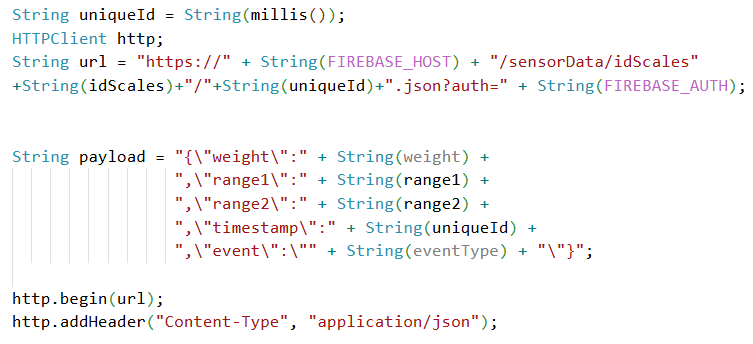 String uniqueId = String(millis());
HTTPClient http;
String url = "https://" + String(FIREBASE_HOST) + "/sensorData/idScales"
+String(idScales)+"/"+String(uniqueId)+".json?auth=" + String(FIREBASE_AUTH);
String payload = "{\"weight\":" + String(weight) +
",\"range1\":" + String(range1) +
",\"range2\":" + String(range2) +
",\"timestamp\":" + String(uniqueId) +
",\"event\":\"" + String(eventType) + "\"}";
http.begin(url);
http.addHeader("Content-Type", "application/json");